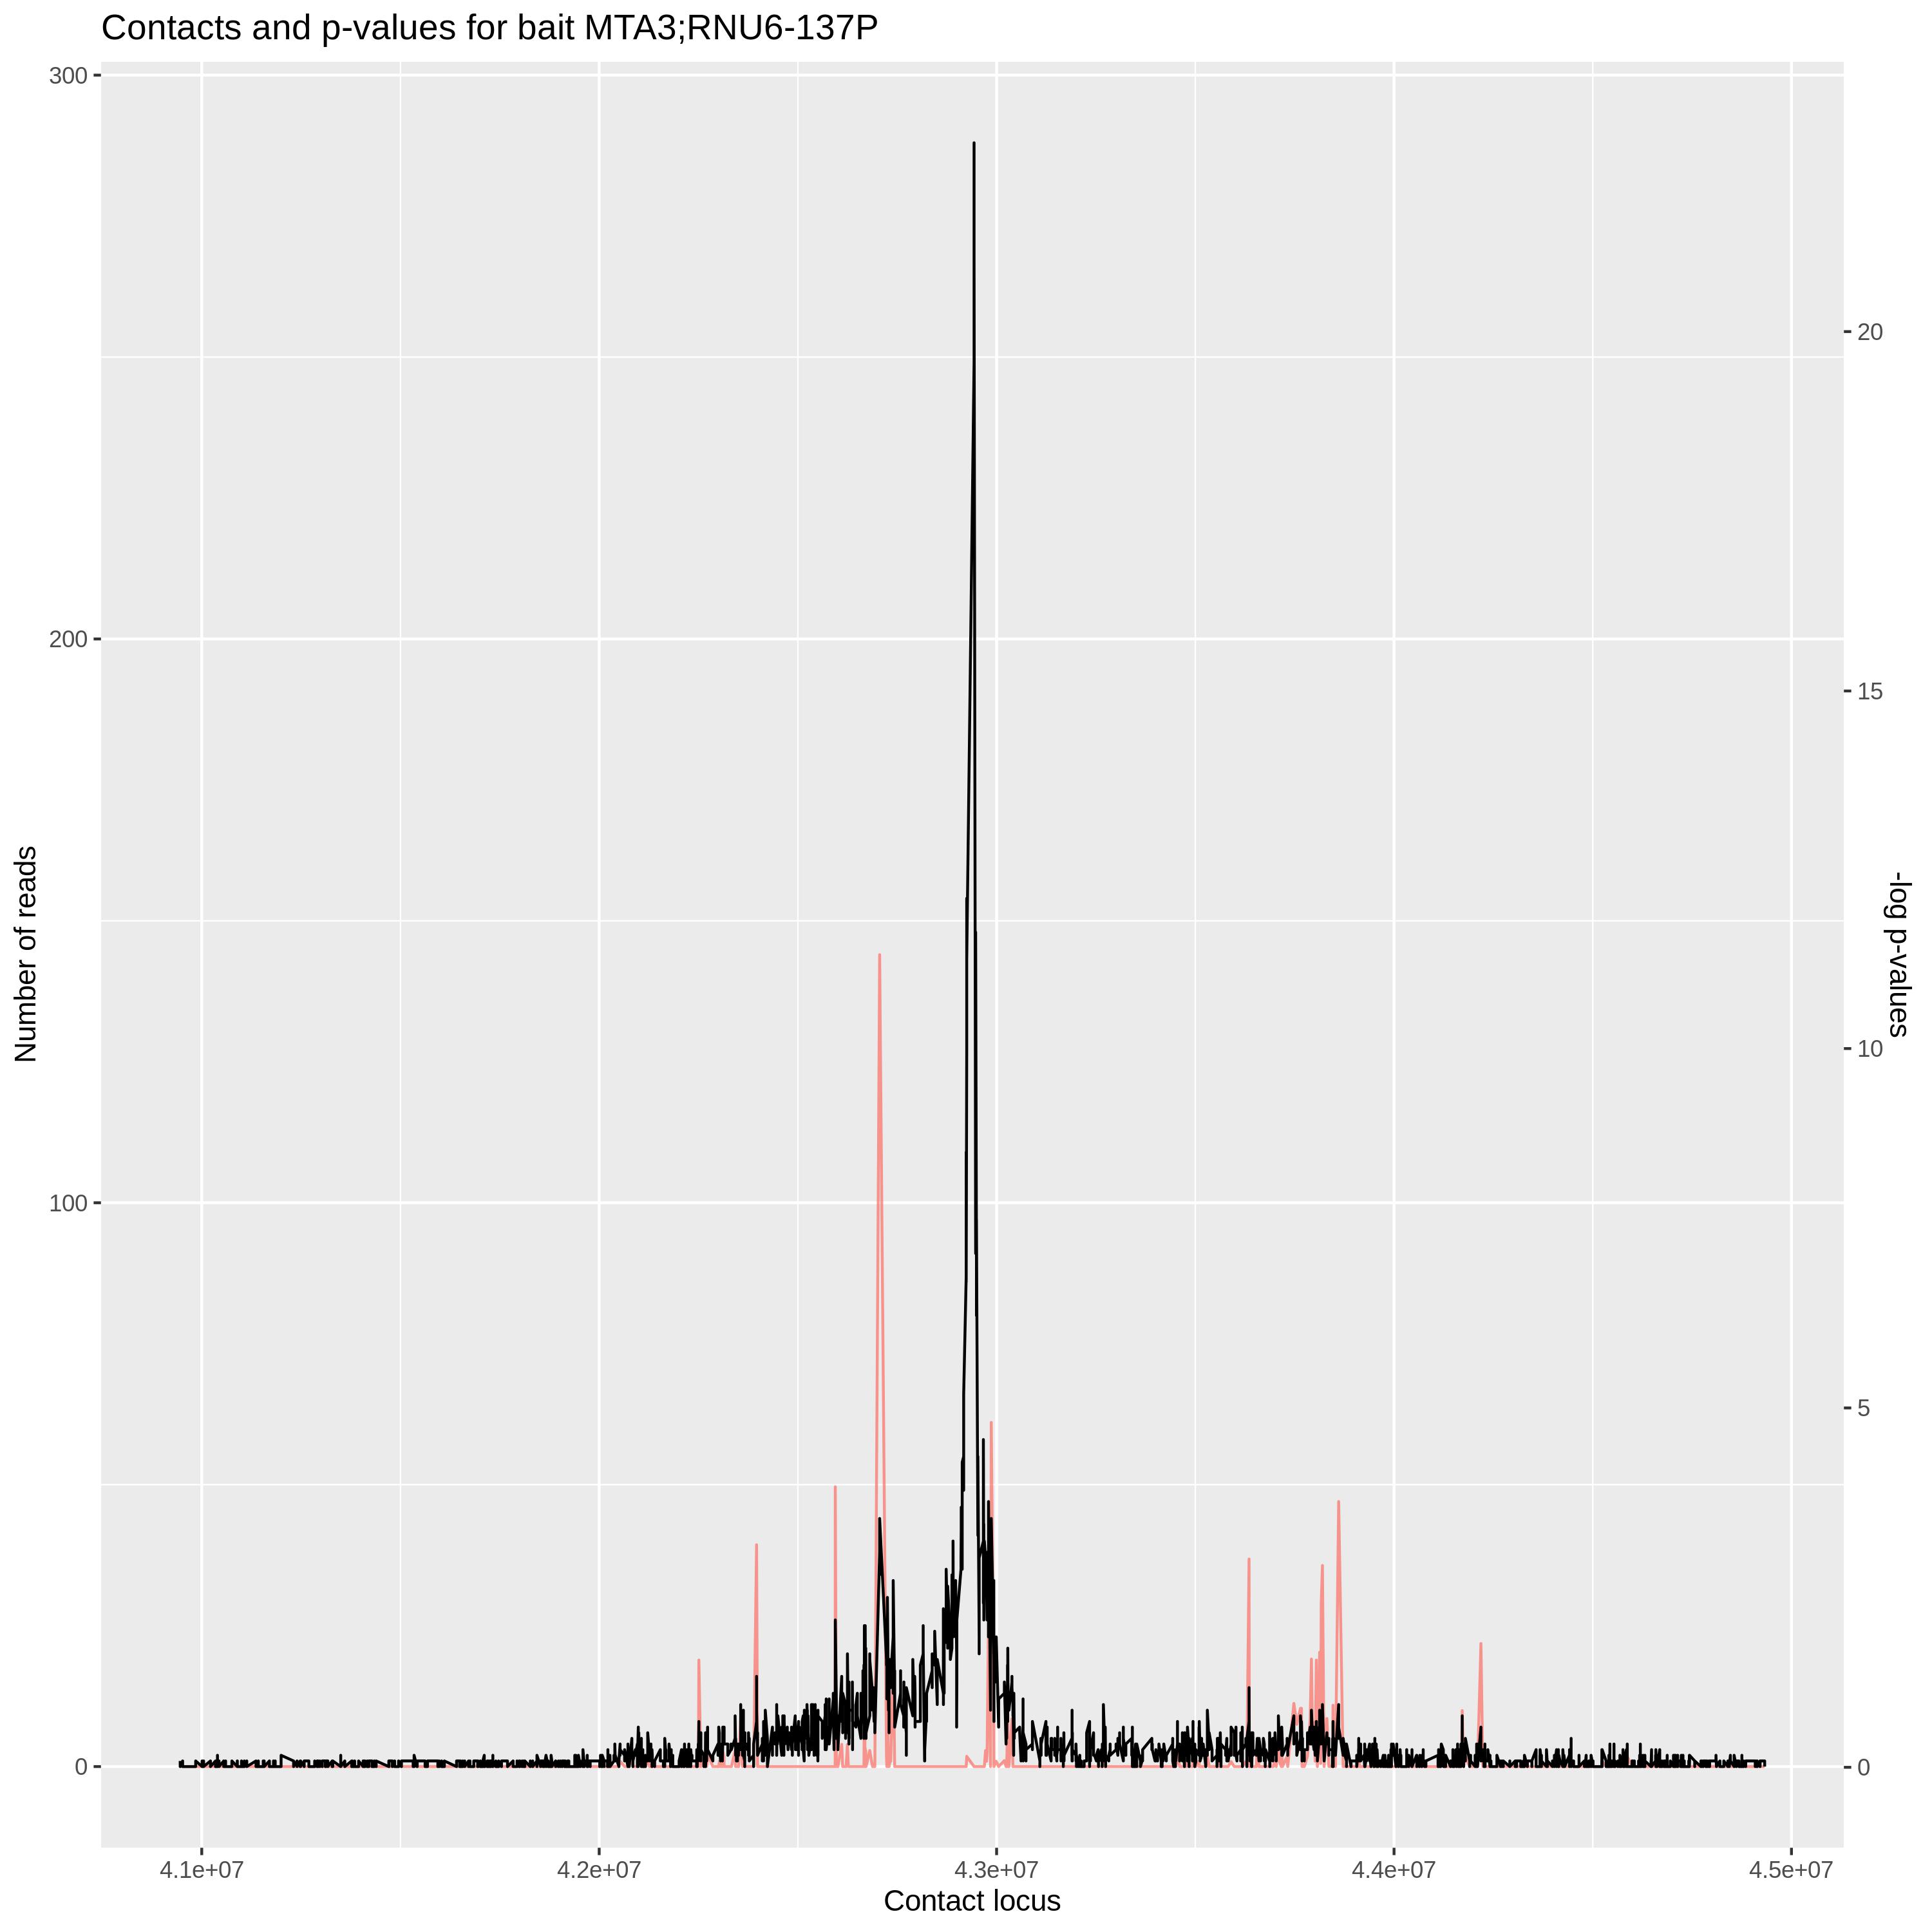 Contacts and p-values for bait MTA3;RNU6-137P
300
200
100
0
Number of reads
20
15
10
5
0
-log p-values
4.1e+07 4.2e+07 4.3e+07 4.4e+07 4.5e+07
Contact locus